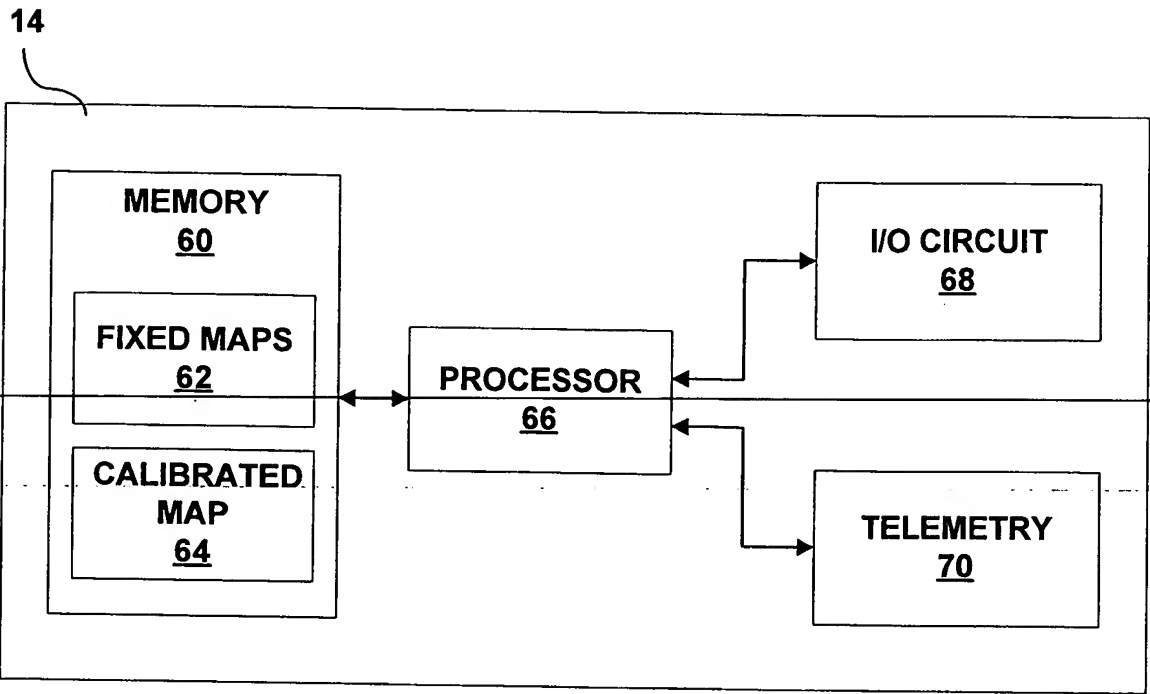 14
MEMORY
60
FIXED MAPS
62
CALIBRATED
MAP
64
PROCESSOR
66
I/O CIRCUIT
68
TELEMETRY
70